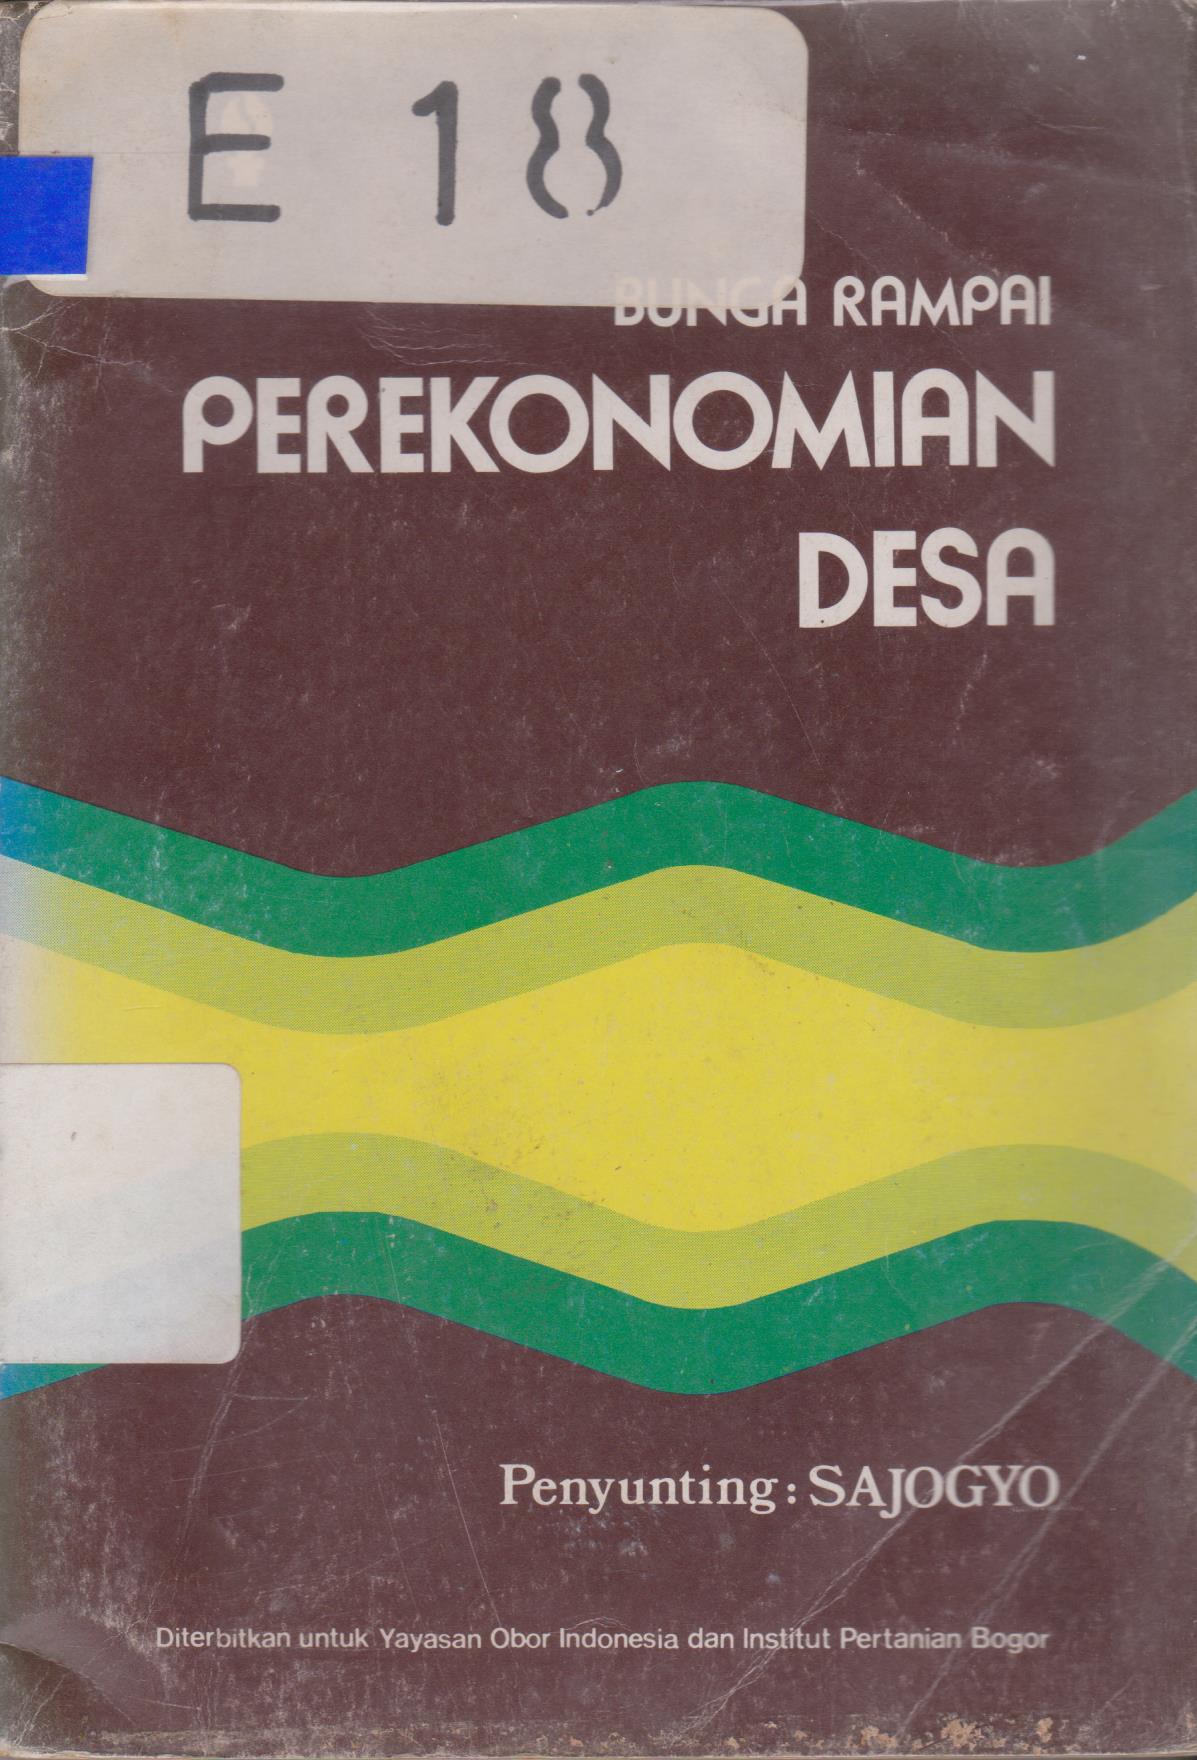 E 18
BUNGA RAMPAI
PEREKONOMIAN
DESA
Penyunting: SAJOGYO
Diterbitkan untuk Yayasan Obor Indonesia dan Institut Pertanian Bogor